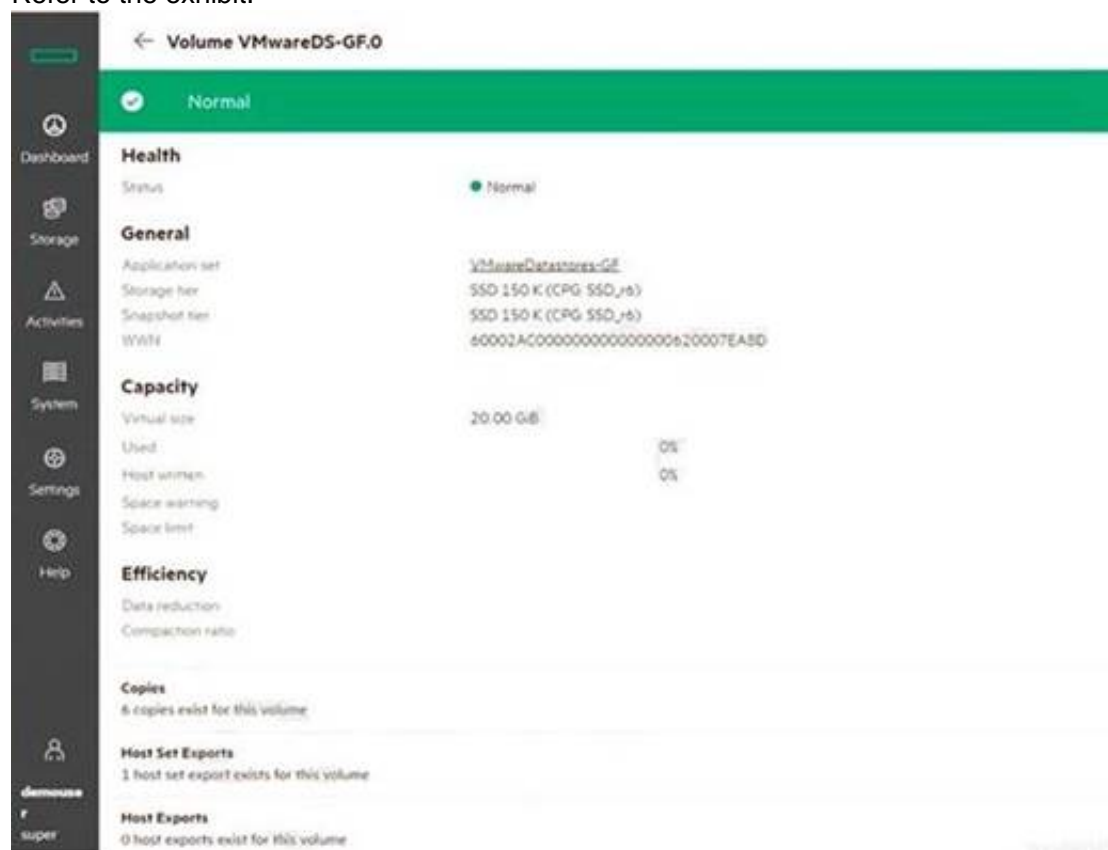 Refer to the exhibit.
← Volume VMwareDS-GF.0
Normal
Dashboard
Storage
Activities
System
Settings
Help
demouse
r
super
Health
Status
Normal
General
Application set
VMwareDatastores-GF
Storage tier
SSD 150 K (CPG SSD_r6)
Snapshot tier
SSD 150 K (CPG SSD_r6)
WWN
Capacity
Virtual size
20.00 GiB
Used
0%
Host written
0%
Space warning
Space limit
Efficiency
Data reduction
Compaction ratio
Copies
6 copies exist for this volume
Host Set Exports
1 host set export exists for this volume
Host Exports
0 host exports exist for this volume